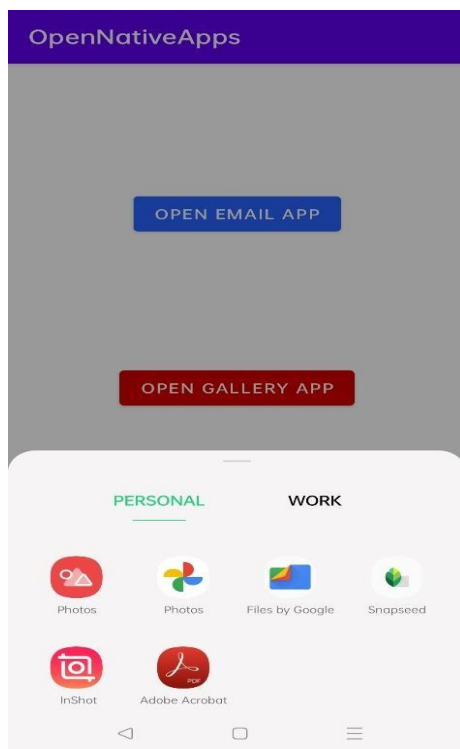 OpenNativeApps
OPEN EMAIL APP
OPEN GALLERY APP
PERSONAL WORK
Photos Photos Files by Google Snapseed
PDF
InShot Adobe Acrobat